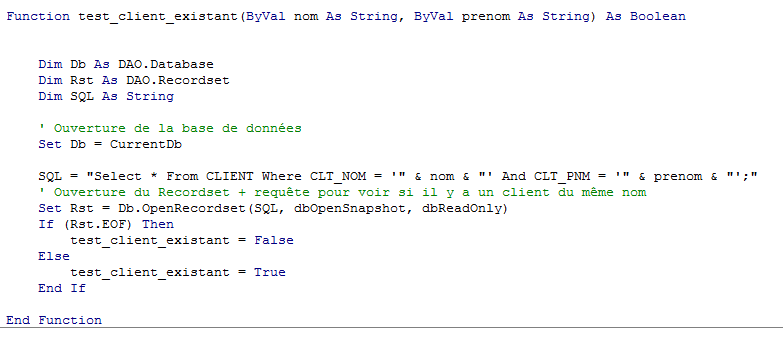 Function test_client_existant(ByVal nom As String, ByVal prenom As String) As Boolean
Dim Db As DAO.Database
Dim Rst As DAO.Recordset
Dim SQL As String
' Ouverture de la base de données
Set Db = CurrentDb
SQL = "Select * From CLIENT Where CLT_NOM = '" & nom & "' And CLT_PNM = '" & prenom & "';"
' Ouverture du Recordset + requête pour voir si il y a un client du même nom
Set Rst = Db.OpenRecordset(SQL, dbOpenSnapshot, dbReadOnly)
If (Rst.EOF) Then
test_client_existant = False
Else
test_client_existant = True
End If
End Function